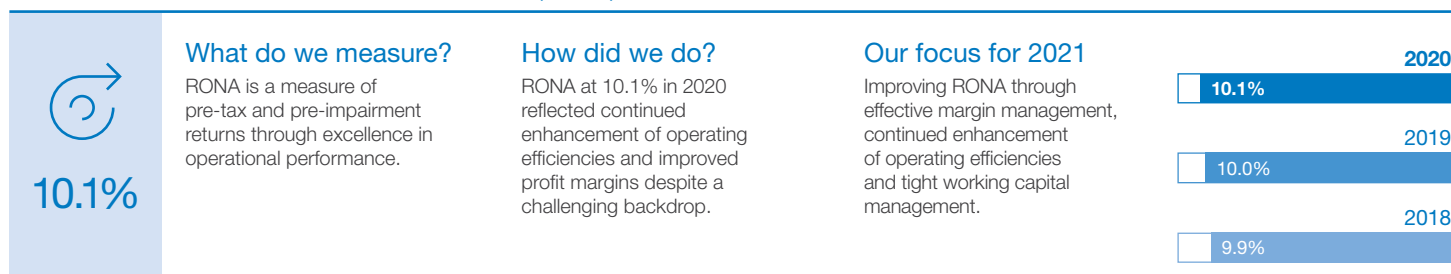 10.1%
What do we measure?
RONA is a measure of
pre-tax and pre-impairment
returns through excellence in
operational performance.
How did we do?
RONA at 10.1% in 2020
reflected continued
enhancement of operating
efficiencies and improved
profit margins despite a
challenging backdrop.
Our focus for 2021
Improving RONA through
effective margin management,
continued enhancement
of operating efficiencies
and tight working capital
management.
2020
10.1%
2019
10.0%
2018
9.9%